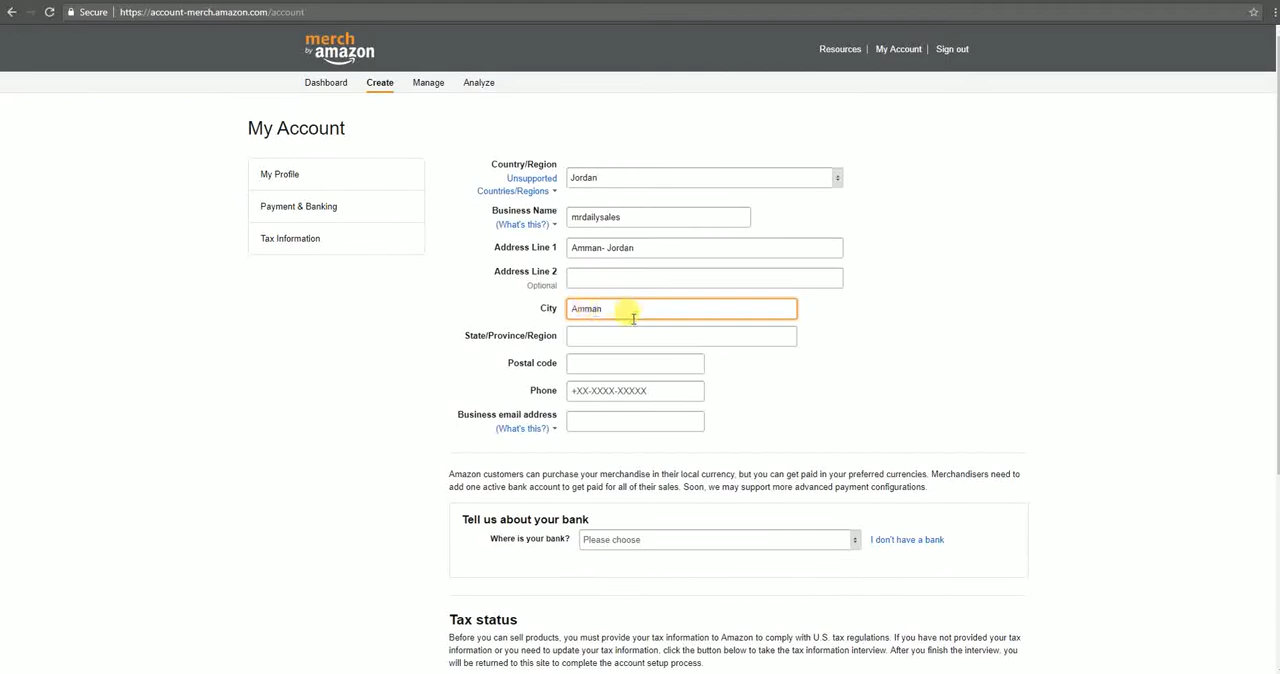 Secure | https://account-merch.amazon.com/account
merch
by amazon
Resources | My Account | Sign out
Dashboard Create Manage Analyze
My Account
My Profile
Payment & Banking
Tax Information
Country/Region
Unsupported
Countries/Regions
Jordan
Business Name
(What's this?)
mrdailysales
Address Line 1
Amman- Jordan
Address Line 2
Optional
City
Amman
State/Province/Region
Postal code
Phone
+XX-XXXX-XXXXX
Business email address
(What's this?)
Amazon customers can purchase your merchandise in their local currency, but you can get paid in your preferred currencies. Merchandisers need to
add one active bank account to get paid for all of their sales. Soon, we may support more advanced payment configurations.
Tell us about your bank
Where is your bank? Please choose I don't have a bank
Tax status
Before you can sell products, you must provide your tax information to Amazon to comply with U.S. tax regulations. If you have not provided your tax
information or you need to update your tax information, click the button below to take the tax information interview. After you finish the interview, you
will be returned to this site to complete the account setup process.